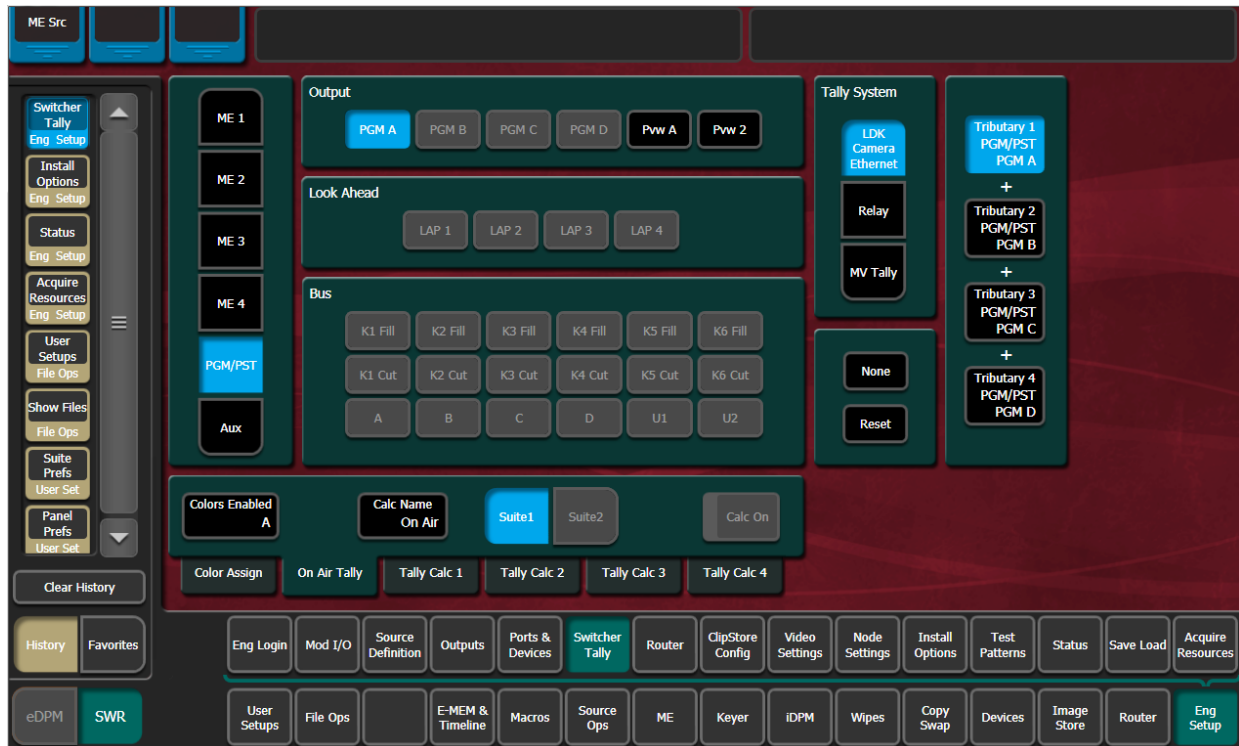 ME Src
Switcher
Tally
Eng Setup
Install
Options
Eng Setup
Status
Eng Setup
Acquire
Resources
Eng Setup
User
Setups
File Ops
Show Files
File Ops
Suite
Prefs
User Set
Panel
Prefs
User Set
Clear History
History Favorites
eDPM SWR
ME 1
ME 2
ME 3
ME 4
PGM/PST
Aux
Output
PGM A PGM B PGM C PGM D Pvw A Pvw 2
Look Ahead
LAP 1 LAP 2 LAP 3 LAP 4
Bus
K1 Fill K2 Fill K3 Fill K4 Fill K5 Fill K6 Fill
K1 Cut K2 Cut K3 Cut K4 Cut K5 Cut K6 Cut
A B C D U1 U2
Tally System
LDK
Camera
Ethernet
Relay
MV Tally
None
Reset
Tributary 1
PGM/PST
PGM A
+
Tributary 2
PGM/PST
PGM B
+
Tributary 3
PGM/PST
PGM C
+
Tributary 4
PGM/PST
PGM D
Colors Enabled
A
Calc Name
On Air
Suite1 Suite2
Calc On
Color Assign On Air Tally Tally Calc 1 Tally Calc 2 Tally Calc 3 Tally Calc 4
Eng Login
Mod I/O
Source
Definition
Outputs
Ports &
Devices
Switcher
Tally
Router
ClipStore
Config
Video
Settings
Node
Settings
Install
Options
Test
Patterns
Status
Save Load
Acquire
Resources
User
Setups
File Ops
E-MEM &
Timeline
Macros
Source
Ops
ME
Keyer
iDPM
Wipes
Copy
Swap
Devices
Image
Store
Router
Eng
Setup